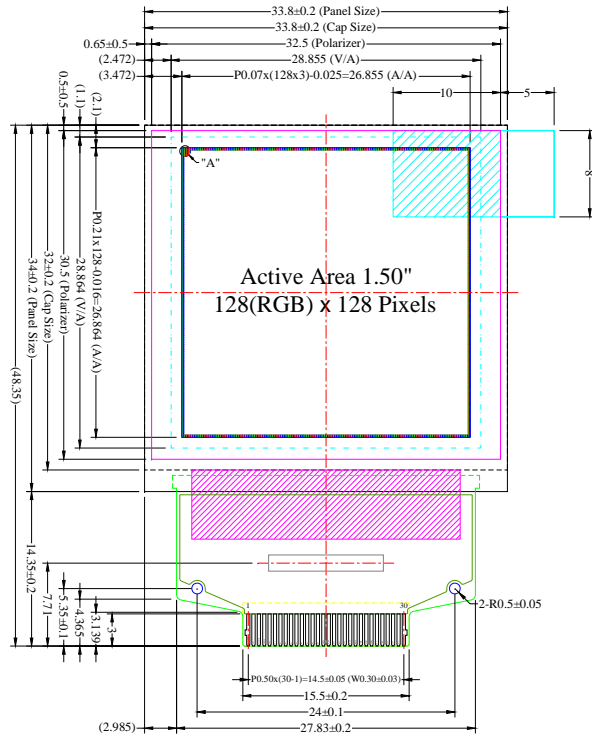 33.8±0.2 (Panel Size)
33.8±0.2 (Cap Size)
0.65±0.5
32.5 (Polarizer)
(2.472)
28.855 (V/A)
(3.472)
P0.07x(128x3)-0.025=26.855 (A/A)
10
5
0.5±0.5
(1.1)
(2.1)
8
"A"
Active Area 1.50"
128(RGB) x 128 Pixels
P0.21x128-0.016=26.864 (A/A)
28.864 (V/A)
30.5 (Polarizer)
32±0.2 (Cap Size)
34±0.2 (Panel Size)
(48.35)
14.35±0.2
7.71
5.35±0.1
4.365
3.139
3
1
30
2-R0.5±0.05
P0.50x(30-1)=14.5±0.05 (W0.30±0.03)
15.5±0.2
24±0.1
(2.985)
27.83±0.2